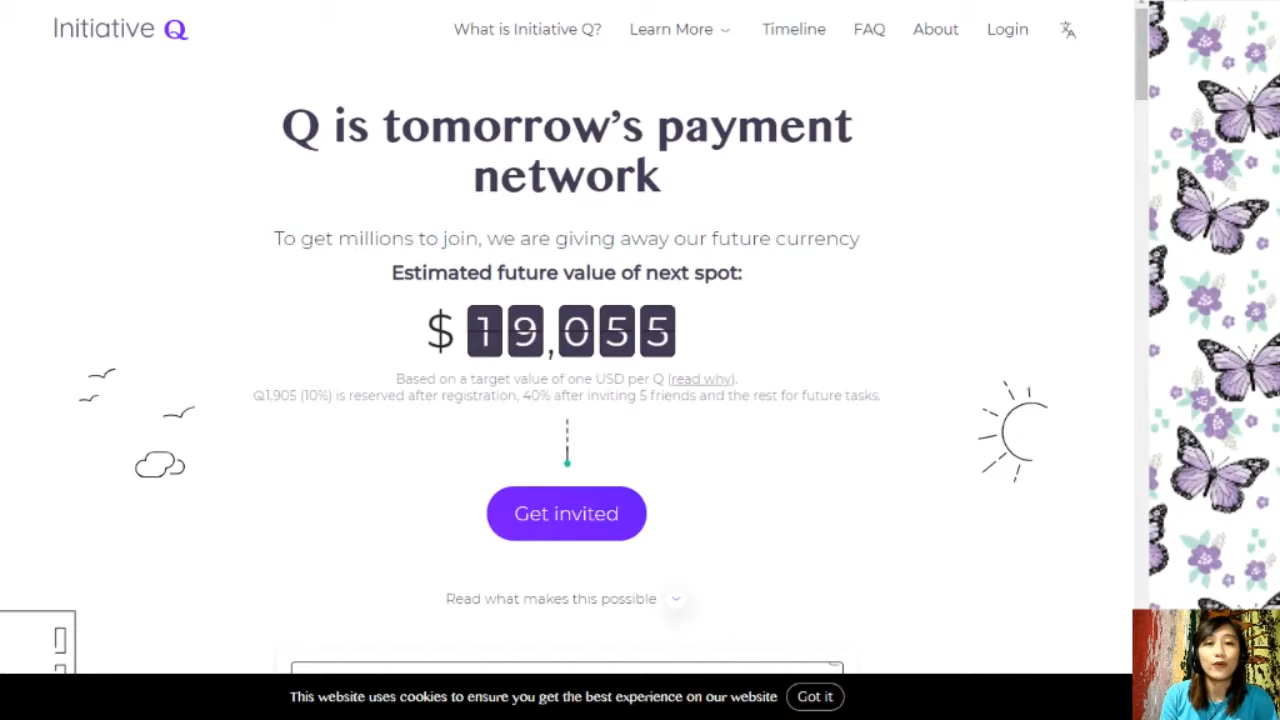 Initiative Q
What is Initiative Q? Learn More Timeline FAQ About Login
Q is tomorrow's payment
network
To get millions to join, we are giving away our future currency
Estimated future value of next spot:
$ 19,055
Based on a target value of one USD per Q (read why).
Q1,905 (10%) is reserved after registration, 40% after inviting 5 friends and the rest for future tasks.
Get invited
Read what makes this possible
This website uses cookies to ensure you get the best experience on our website Got it